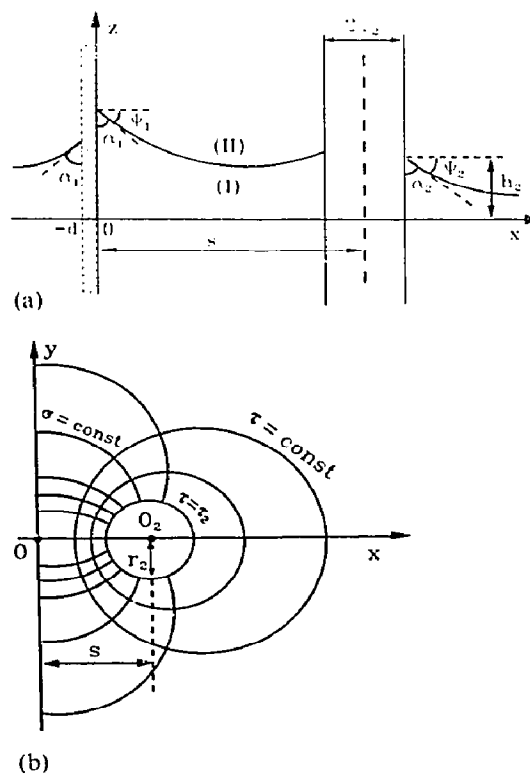 z
ψ₁
α₁
(II)
α₁
(I)
ψ₂
α₂
h₂
-d
0
s
x
(a)
y
σ = const
τ = const
τ=τ₂
O₂
O
x
r₂
s
(b)